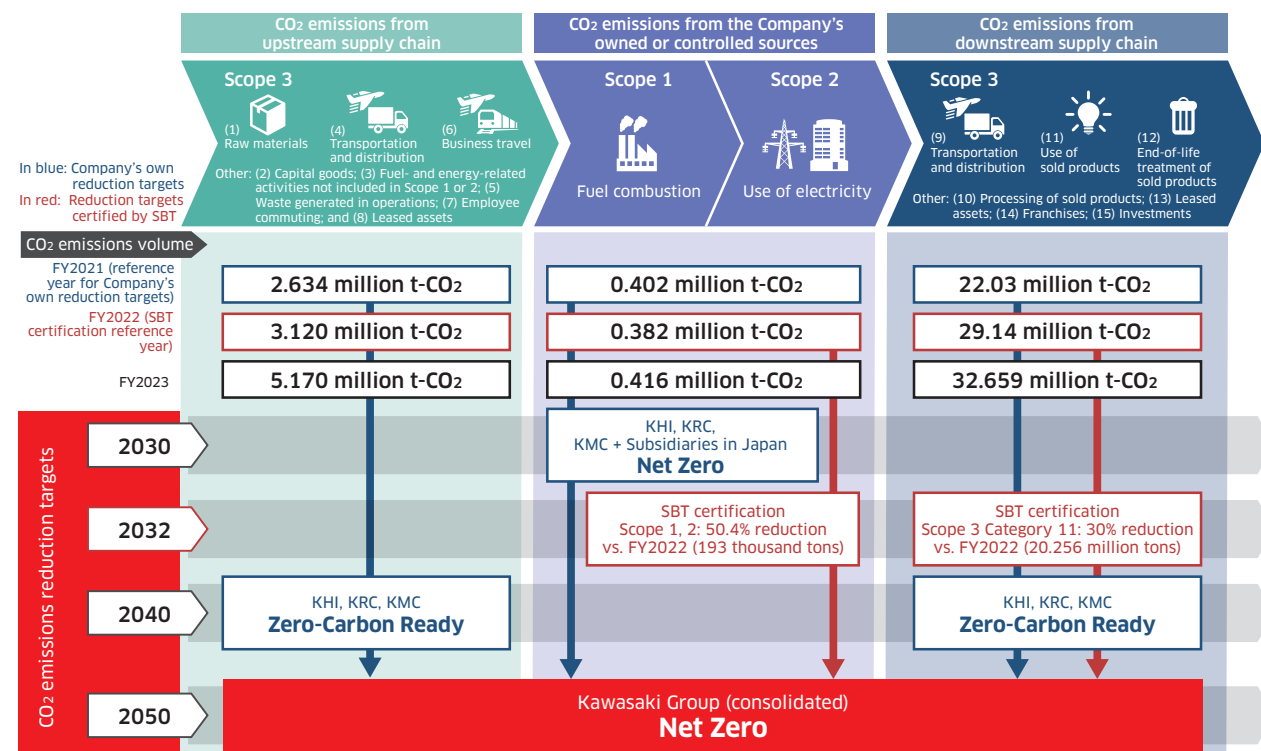 CO2 emissions from
upstream supply chain
CO2 emissions from the Company's
owned or controlled sources
CO2 emissions from
downstream supply chain
Scope 3
(1)
Raw materials
(4)
Transportation
and distribution
(6)
Business travel
Other: (2) Capital goods; (3) Fuel- and energy-related
activities not included in Scope 1 or 2; (5)
Waste generated in operations; (7) Employee
commuting; and (8) Leased assets
Scope 1
Fuel combustion
Scope 2
Use of electricity
Scope 3
(9)
Transportation
and distribution
(11)
Use of
sold products
(12)
End-of-life
treatment of
sold products
Other: (10) Processing of sold products; (13) Leased
assets; (14) Franchises; (15) Investments
In blue: Company's own
reduction targets
In red: Reduction targets
certified by SBT
CO2 emissions volume
FY2021 (reference
year for Company's
own reduction targets)
2.634 million t-CO2
0.402 million t-CO2
22.03 million t-CO2
FY2022 (SBT
certification reference
year)
3.120 million t-CO2
0.382 million t-CO2
29.14 million t-CO2
FY2023
5.170 million t-CO2
0.416 million t-CO2
32.659 million t-CO2
CO2 emissions reduction targets
2030
KHI, KRC,
KMC + Subsidiaries in Japan
Net Zero
2032
SBT certification
Scope 1, 2: 50.4% reduction
vs. FY2022 (193 thousand tons)
SBT certification
Scope 3 Category 11: 30% reduction
vs. FY2022 (20.256 million tons)
2040
KHI, KRC, KMC
Zero-Carbon Ready
KHI, KRC, KMC
Zero-Carbon Ready
2050
Kawasaki Group (consolidated)
Net Zero